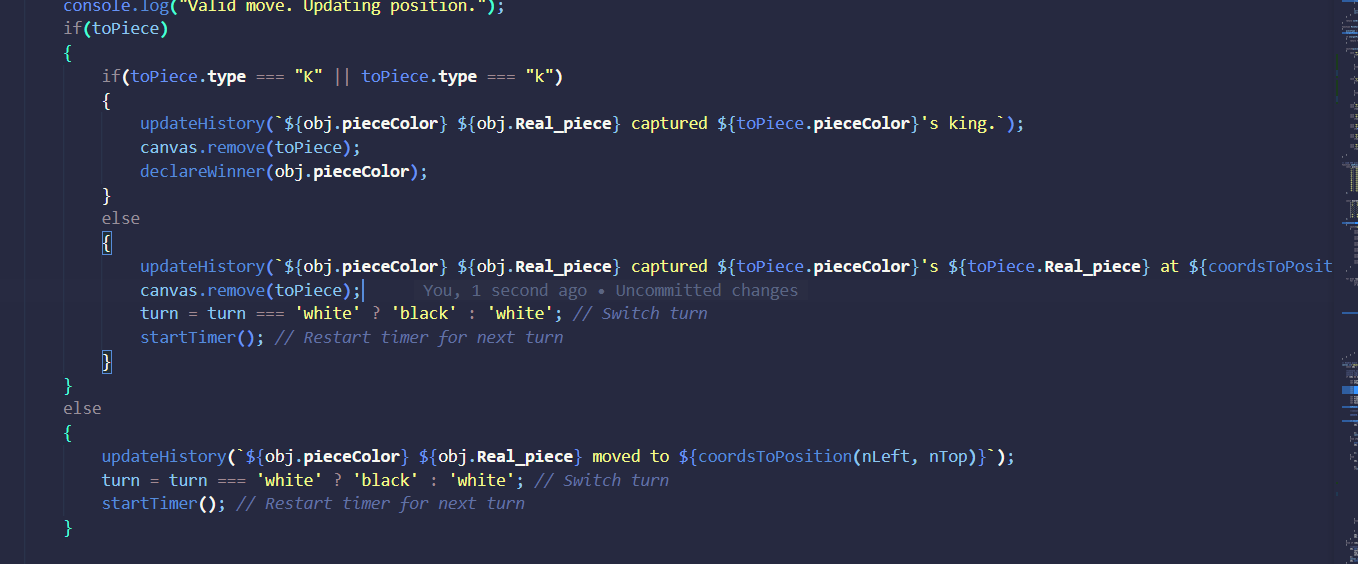 console.log("Valid move. Updating position.");
if(toPiece)
{
if(toPiece.type === "K" || toPiece.type === "k")
{
updateHistory(`${obj.pieceColor} ${obj.Real_piece} captured ${toPiece.pieceColor}'s king.`);
canvas.remove(toPiece);
declareWinner(obj.pieceColor);
}
else
{
updateHistory(`${obj.pieceColor} ${obj.Real_piece} captured ${toPiece.pieceColor}'s ${toPiece.Real_piece} at ${coordsToPosit
canvas.remove(toPiece); You, 1 second ago • Uncommitted changes
turn = turn === 'white' ? 'black' : 'white'; // Switch turn
startTimer(); // Restart timer for next turn
}
}
else
{
updateHistory(`${obj.pieceColor} ${obj.Real_piece} moved to ${coordsToPosition(nLeft, nTop)}`);
turn = turn === 'white' ? 'black' : 'white'; // Switch turn
startTimer(); // Restart timer for next turn
}